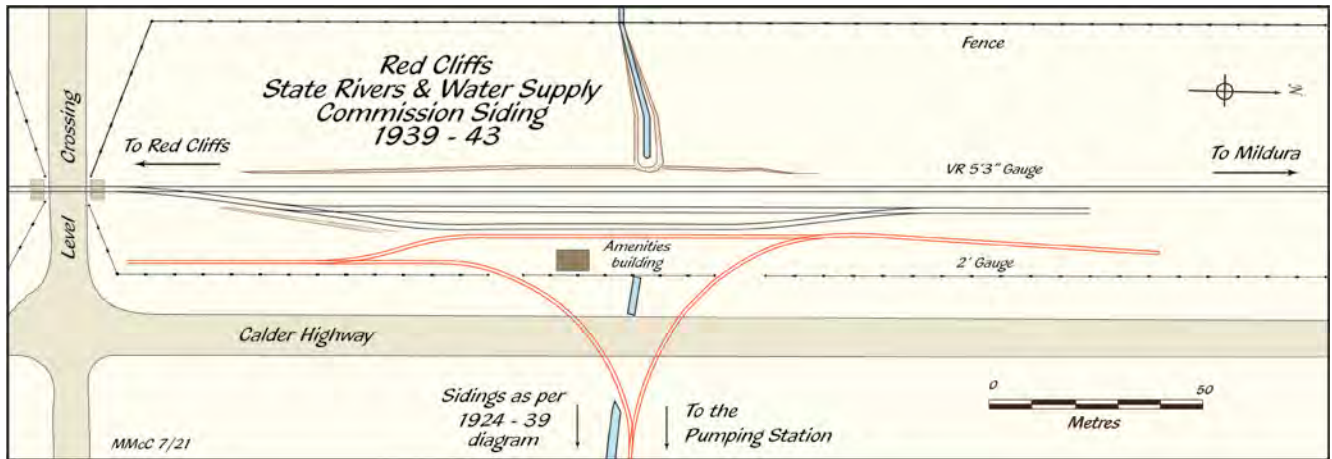 Red Cliffs
State Rivers & Water Supply
Commission Siding
1939 - 43
Fence
N
To Red Cliffs
To Mildura
VR 5'3" Gauge
Level Crossing
Amenities
building
2' Gauge
Calder Highway
Sidings as per
1924 - 39
diagram
To the
Pumping Station
0 50
Metres
MMcC 7/21